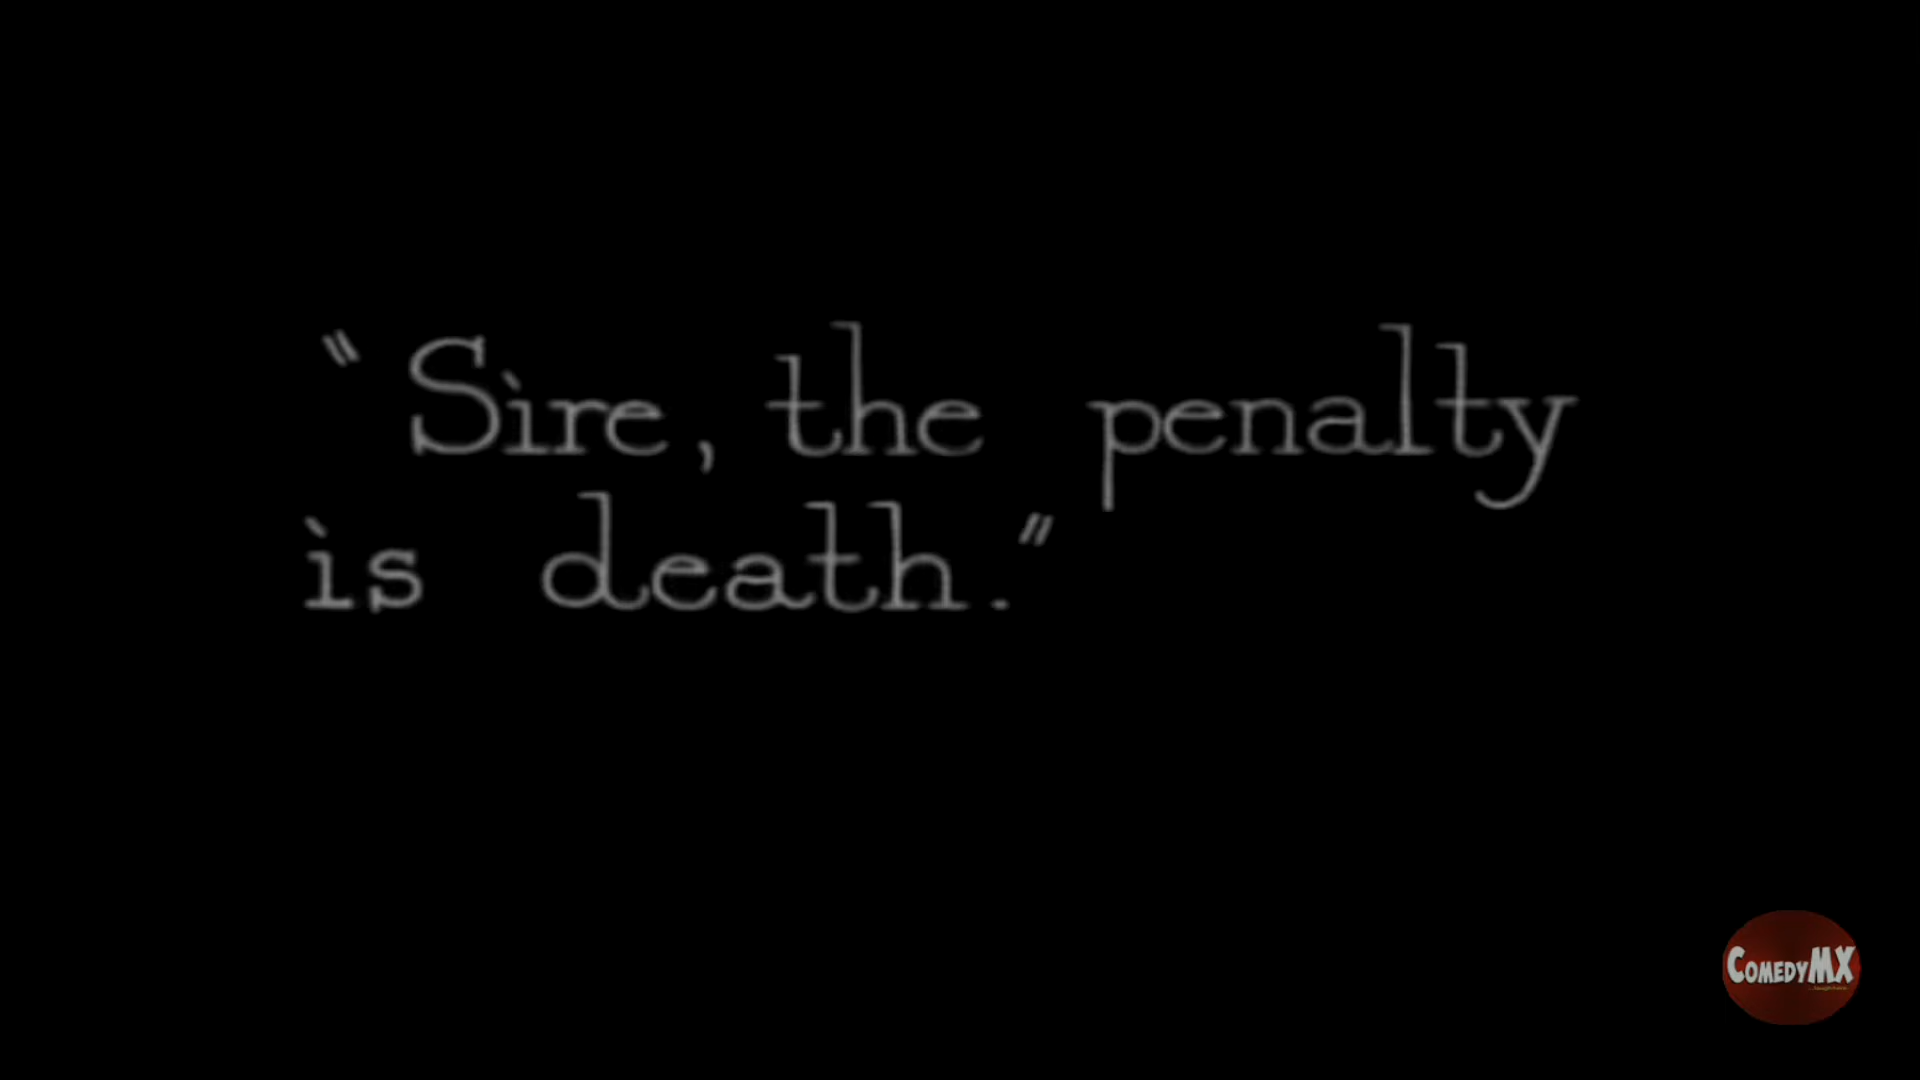 "Sire, the penalty
is death."
COMEDYMX